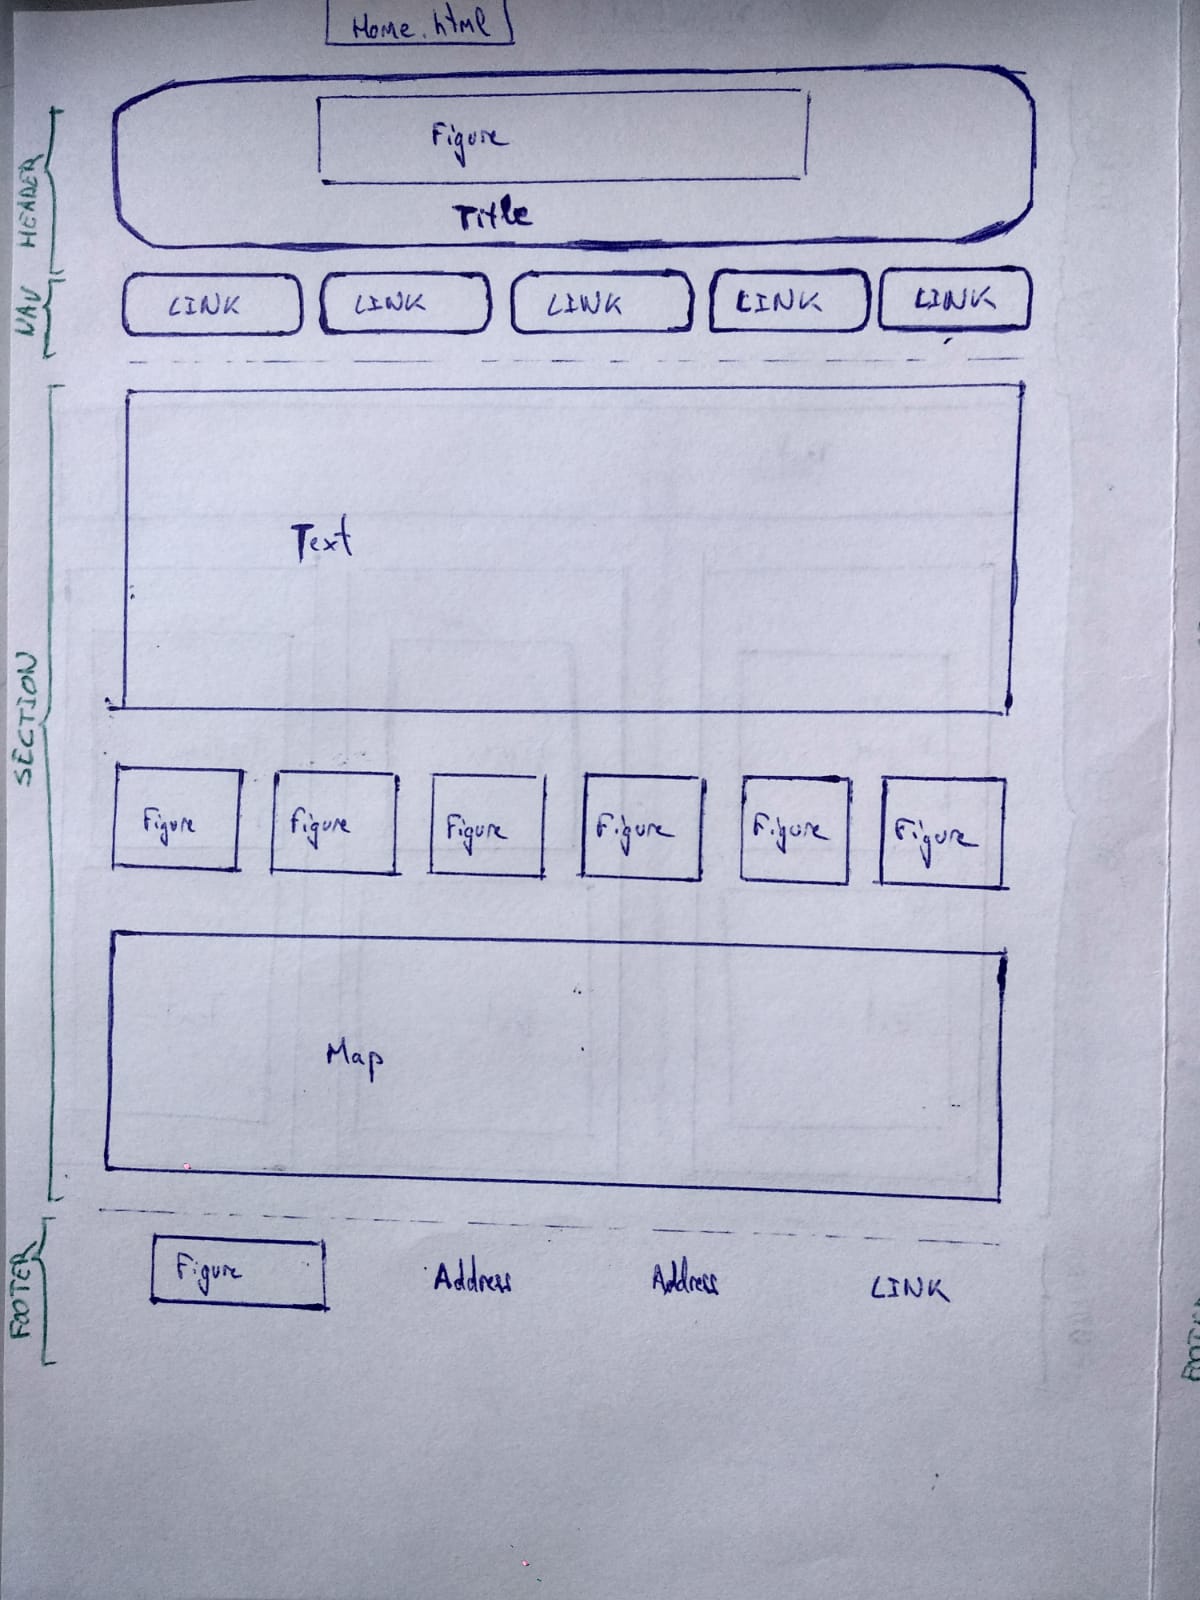 Home.html
HEADER
Figure
Title
NAV
LINK LINK LINK LINK LINK
SECTION
Text
Figure Figure Figure Figure Figure Figure
Map
FOOTER
Figure Address Address LINK